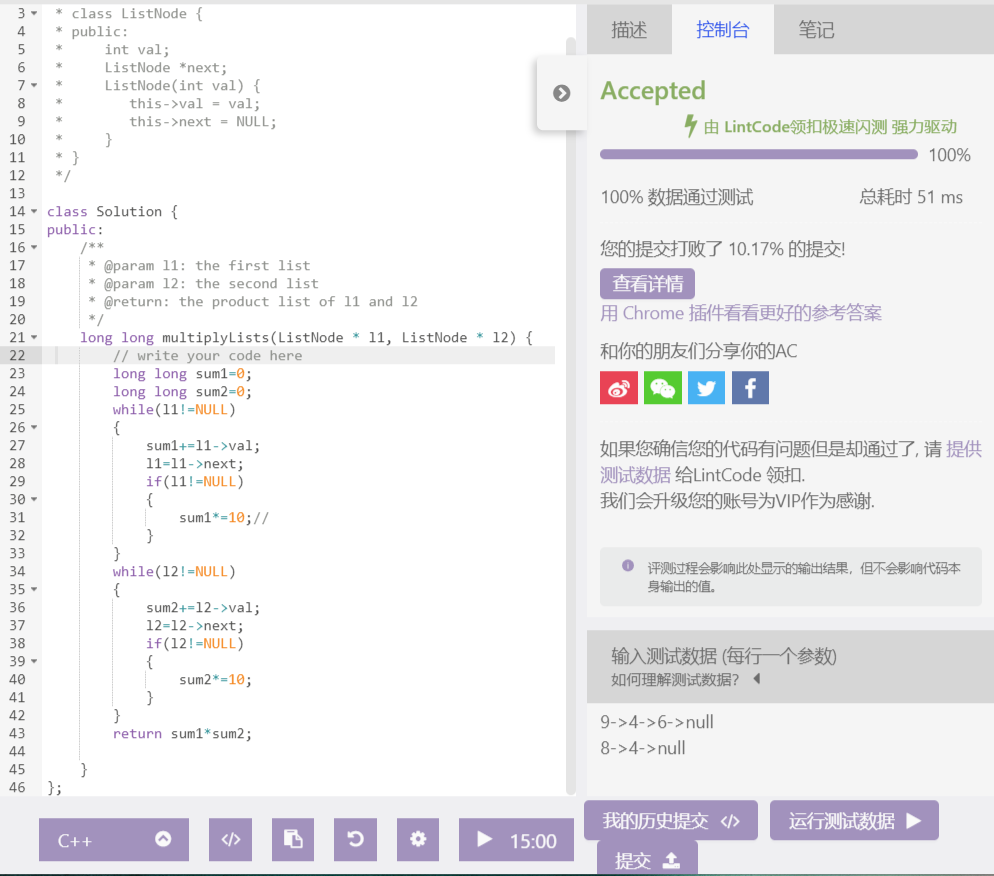 3 * class ListNode {
4 * public:
5 *     int val;
6 *     ListNode *next;
7 *     ListNode(int val) {
8 *        this->val = val;
9 *        this->next = NULL;
10 *     }
11 * }
12 */
13
14 class Solution {
15 public:
16     /**
17      * @param l1: the first list
18      * @param l2: the second list
19      * @return: the product list of l1 and l2
20      */
21     long long multiplyLists(ListNode * l1, ListNode * l2) {
22         // write your code here
23         long long sum1=0;
24         long long sum2=0;
25         while(l1!=NULL)
26         {
27             sum1+=l1->val;
28             l1=l1->next;
29             if(l1!=NULL)
30             {
31                 sum1*=10;//
32             }
33         }
34         while(l2!=NULL)
35         {
36             sum2+=l2->val;
37             l2=l2->next;
38             if(l2!=NULL)
39             {
40                 sum2*=10;
41             }
42         }
43         return sum1*sum2;
44
45     }
46 };
C++
</>
15:00
描述 控制台 笔记
Accepted
由 LintCode领扣极速闪测 强力驱动
100%
100% 数据通过测试 总耗时 51 ms
您的提交打败了 10.17% 的提交!
查看详情
用 Chrome 插件看看更好的参考答案
和你的朋友们分享你的AC
如果您确信您的代码有问题但是却通过了, 请 提供
测试数据 给LintCode 领扣.
我们会升级您的账号为VIP作为感谢.
评测过程会影响此处显示的输出结果，但不会影响代码本
身输出的值。
输入测试数据 (每行一个参数)
如何理解测试数据?
9->4->6->null
8->4->null
我的历史提交 </> 运行测试数据
提交